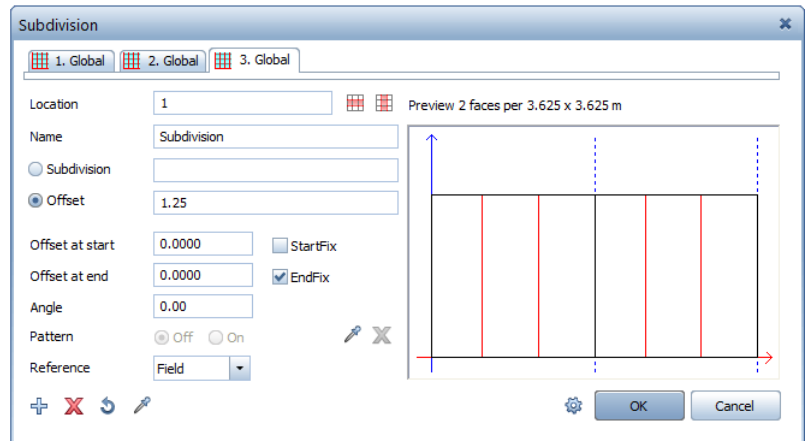 Subdivision
1. Global 2. Global 3. Global
Location 1
Preview 2 faces per 3.625 x 3.625 m
Name Subdivision
Subdivision
Offset 1.25
Offset at start 0.0000 StartFix
Offset at end 0.0000 EndFix
Angle 0.00
Pattern Off On
Reference Field
OK Cancel